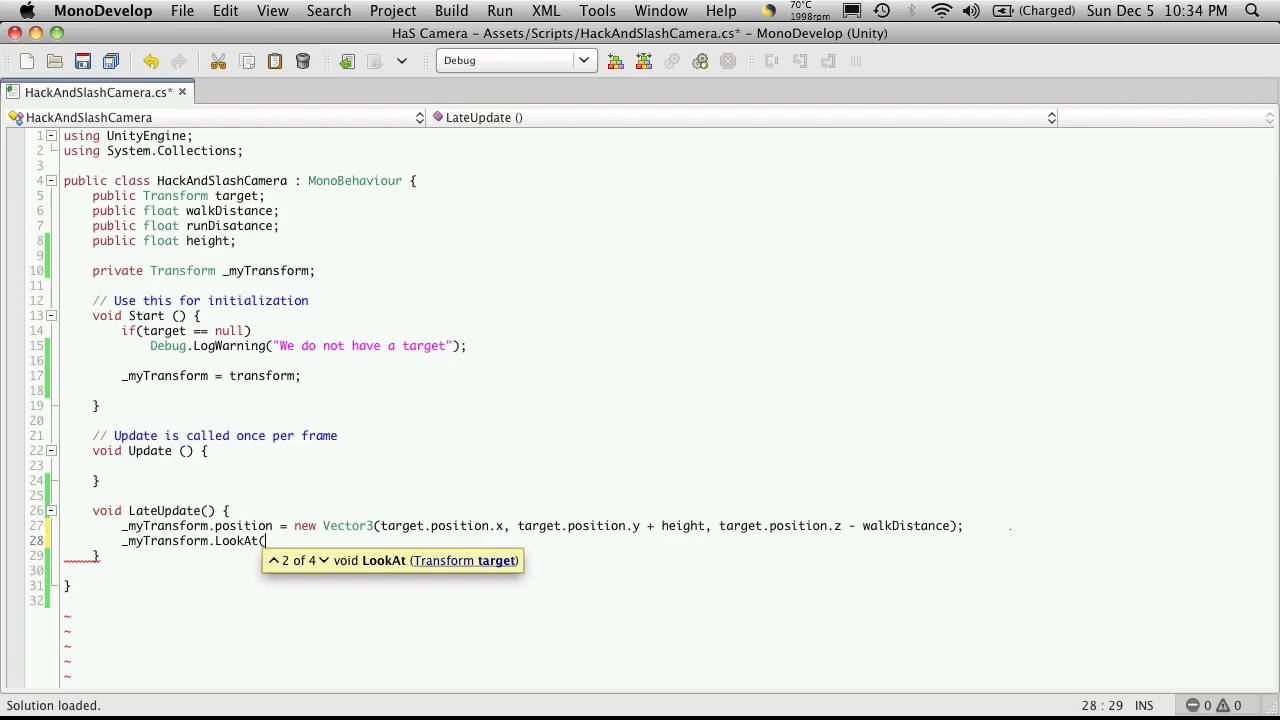 MonoDevelop File Edit View Search Project Build Run XML Tools Window Help 70°C 1998rpm (Charged) Sun Dec 5 10:34 PM
HaS Camera – Assets/Scripts/HackAndSlashCamera.cs* – MonoDevelop (Unity)
Debug
HackAndSlashCamera.cs* ×
HackAndSlashCamera LateUpdate ()
1 using UnityEngine;
2 using System.Collections;
3
4 public class HackAndSlashCamera : MonoBehaviour {
5 public Transform target;
6 public float walkDistance;
7 public float runDisatance;
8 public float height;
9
10 private Transform _myTransform;
11
12 // Use this for initialization
13 void Start () {
14 if(target == null)
15 Debug.LogWarning("We do not have a target");
16
17 _myTransform = transform;
18
19 }
20
21 // Update is called once per frame
22 void Update () {
23
24 }
25
26 void LateUpdate() {
27 _myTransform.position = new Vector3(target.position.x, target.position.y + height, target.position.z - walkDistance);
28 _myTransform.LookAt(
29 }
2 of 4 void LookAt (Transform target)
30
31 }
32
~
~
~
~
~
Solution loaded. 28 : 29 INS 0 0